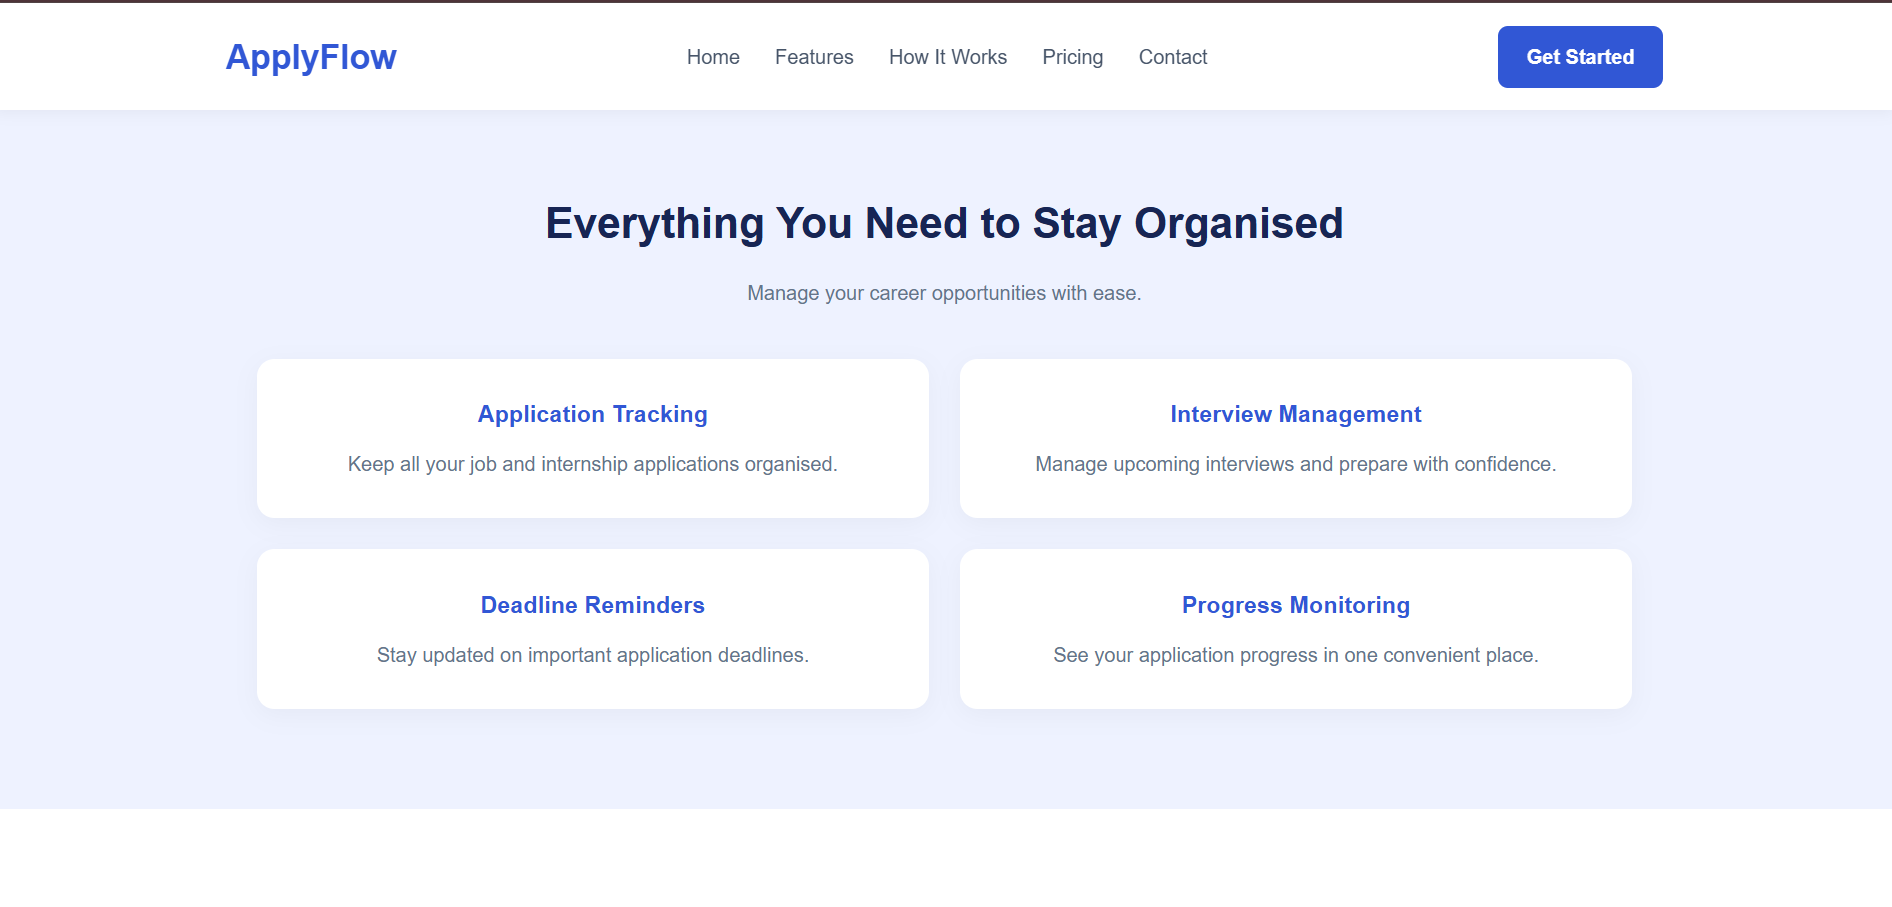 ApplyFlow
Home Features How It Works Pricing Contact
Get Started
Everything You Need to Stay Organised
Manage your career opportunities with ease.
Application Tracking
Keep all your job and internship applications organised.
Interview Management
Manage upcoming interviews and prepare with confidence.
Deadline Reminders
Stay updated on important application deadlines.
Progress Monitoring
See your application progress in one convenient place.